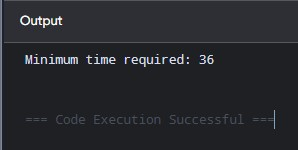 Output
Minimum time required: 36
=== Code Execution Successful ===